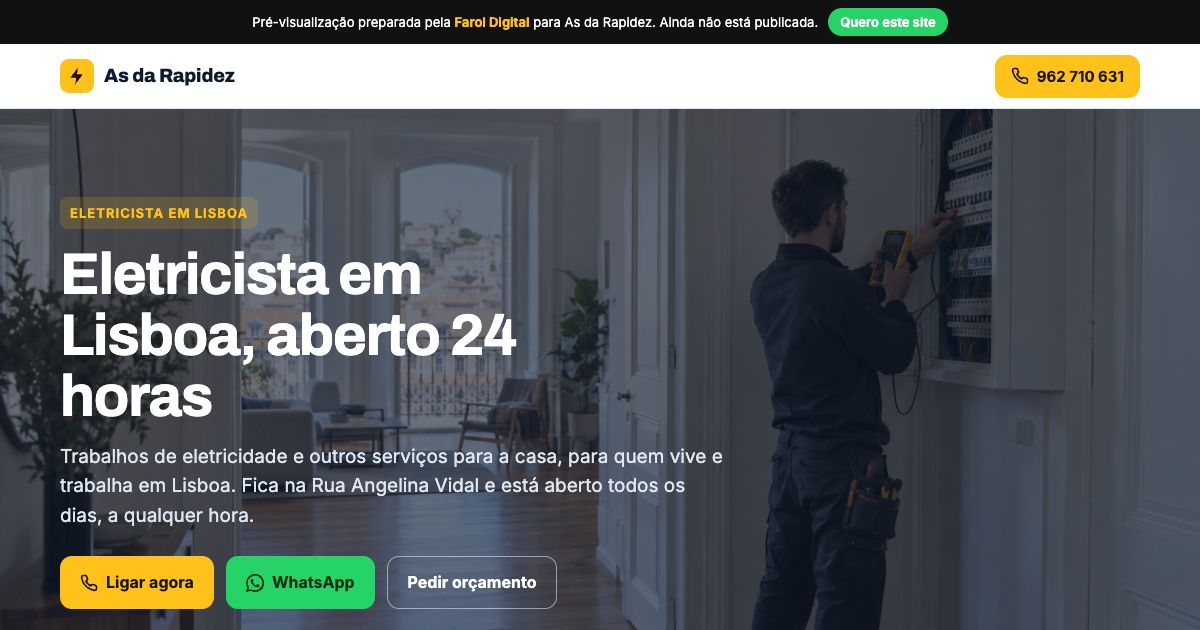 Pré-visualização preparada pela Farol Digital para As da Rapidez. Ainda não está publicada. Quero este site
As da Rapidez
962 710 631
ELETRICISTA EM LISBOA
Eletricista em
Lisboa, aberto 24
horas
Trabalhos de eletricidade e outros serviços para a casa, para quem vive e
trabalha em Lisboa. Fica na Rua Angelina Vidal e está aberto todos os
dias, a qualquer hora.
Ligar agora
WhatsApp
Pedir orçamento